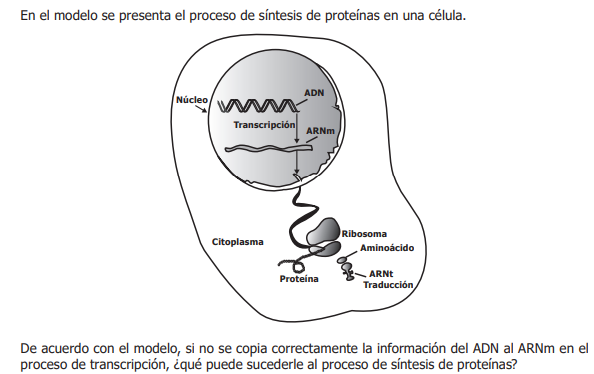 En el modelo se presenta el proceso de síntesis de proteínas en una célula.
Núcleo
ADN
Transcripción
ARNm
Citoplasma
Ribosoma
Aminoácido
Proteína
ARNt
Traducción
De acuerdo con el modelo, si no se copia correctamente la información del ADN al ARNm en el
proceso de transcripción, ¿qué puede sucederle al proceso de síntesis de proteínas?